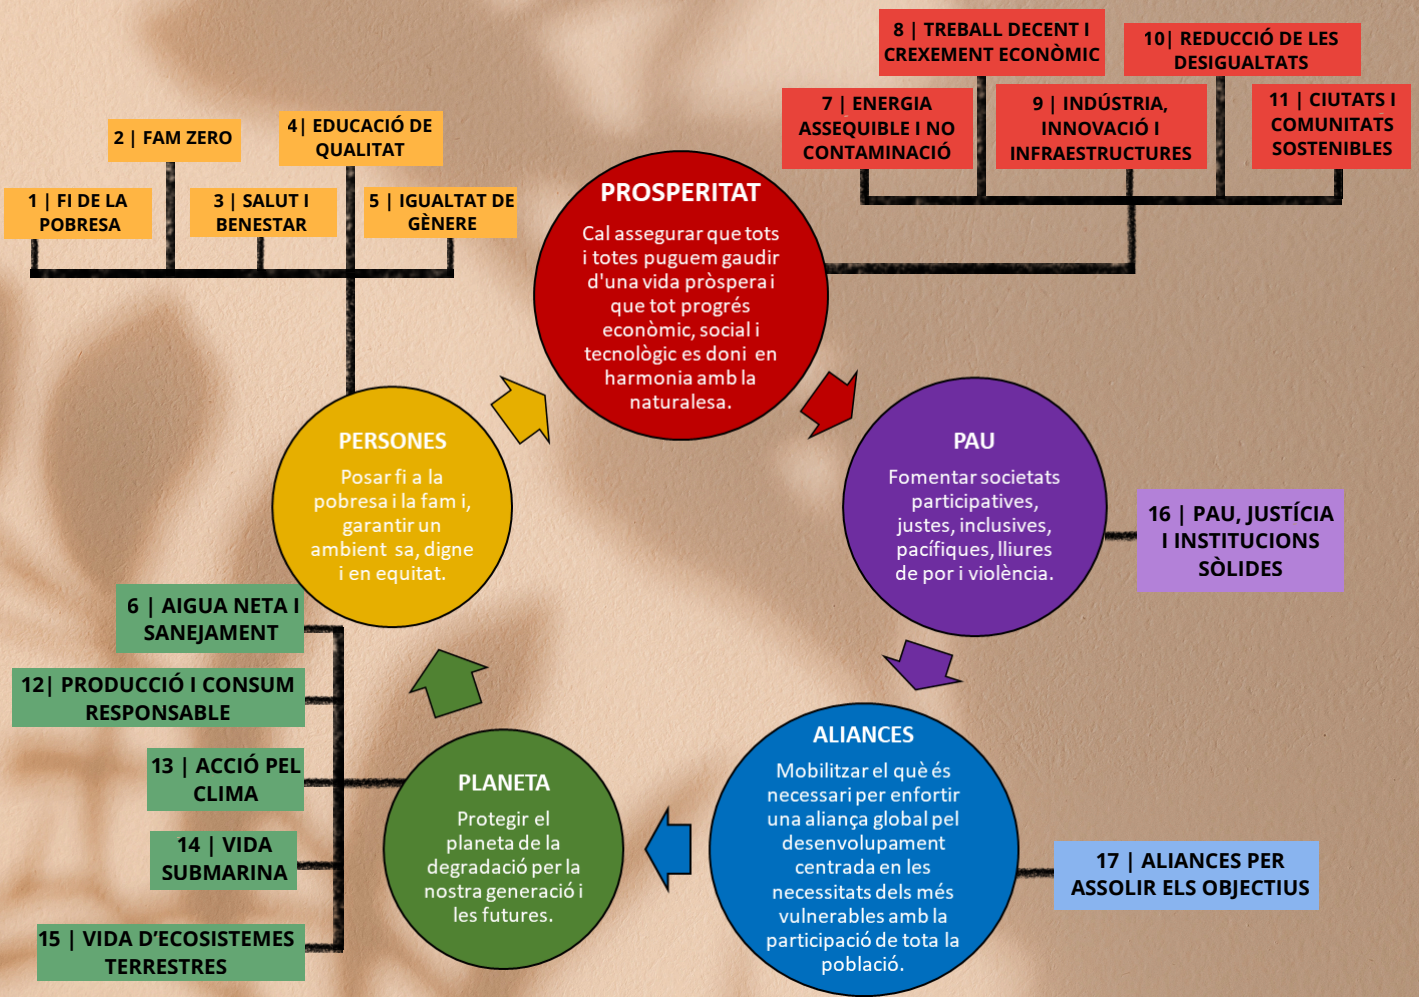 8 | TREBALL DECENT I
CREXEMENT ECONÒMIC
10| REDUCCIÓ DE LES
DESIGUALTATS
7 | ENERGIA
ASSEQUIBLE I NO
CONTAMINACIÓ
9 | INDÚSTRIA,
INNOVACIÓ I
INFRAESTRUCTURES
11 | CIUTATS I
COMUNITATS
SOSTENIBLES
2 | FAM ZERO
4| EDUCACIÓ DE
QUALITAT
1 | FI DE LA
POBRESA
3 | SALUT I
BENESTAR
5 | IGUALTAT DE
GÈNERE
PROSPERITAT
Cal assegurar que tots
i totes puguem gaudir
d'una vida pròspera i
que tot progrés
econòmic, social i
tecnològic es doni en
harmonia amb la
naturalesa.
PERSONES
Posar fi a la
pobresa i la fam i,
garantir un
ambient sa, digne
i en equitat.
PAU
Fomentar societats
participatives,
justes, inclusives,
pacífiques, lliures
de por i violència.
16 | PAU, JUSTÍCIA
I INSTITUCIONS
SÒLIDES
6 | AIGUA NETA I
SANEJAMENT
12| PRODUCCIÓ I CONSUM
RESPONSABLE
13 | ACCIÓ PEL
CLIMA
14 | VIDA
SUBMARINA
15 | VIDA D'ECOSISTEMES
TERRESTRES
PLANETA
Protegir el
planeta de la
degradació per la
nostra generació i
les futures.
ALIANCES
Mobilitzar el què és
necessari per enfortir
una aliança global pel
desenvolupament
centrada en les
necessitats dels més
vulnerables amb la
participació de tota la
població.
17 | ALIANCES PER
ASSOLIR ELS OBJECTIUS